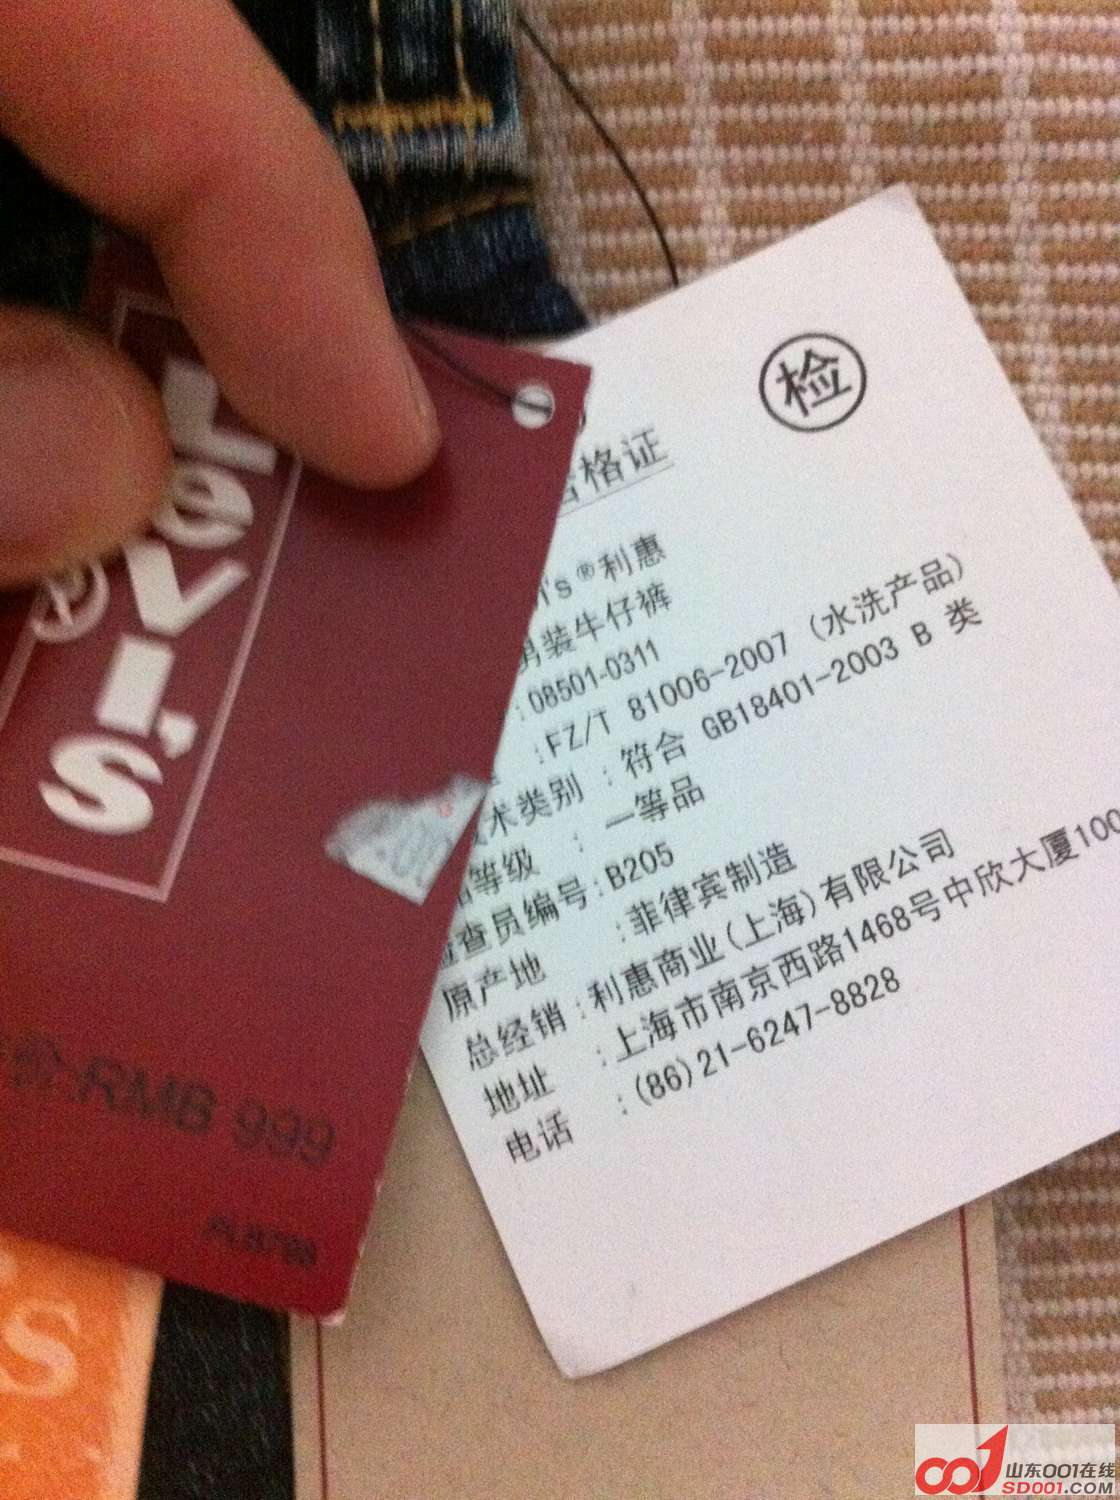 Levi's
价:RMB 999
检
合格证
's®利惠
男装牛仔裤
:08501-0311
:FZ/T 81006-2007 (水洗产品)
术类别 : 符合 GB18401-2003 B 类
等级 : 一等品
检查员编号:B205
原产地 :菲律宾制造
总经销 :利惠商业(上海)有限公司
地址 :上海市南京西路1468号中欣大厦100
电话 :(86)21-6247-8828
S
山东001在线
SD001.COM